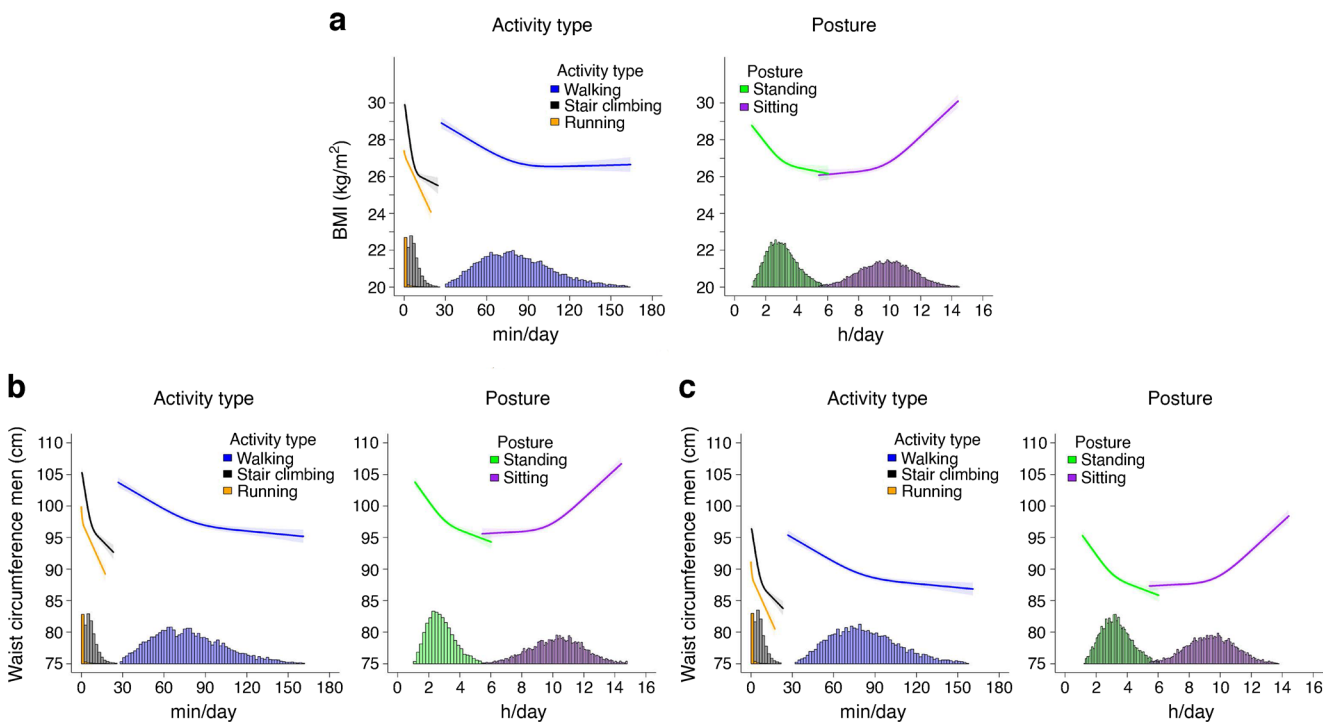 a
Activity type
Posture
Activity type
Walking
Stair climbing
Running
Posture
Standing
Sitting
BMI (kg/m²)
30
28
26
24
22
20
0 30 60 90 120 150 180
min/day
0 2 4 6 8 10 12 14 16
h/day
b
Activity type
Posture
Waist circumference men (cm)
110
105
100
95
90
85
80
75
Activity type
Walking
Stair climbing
Running
0 30 60 90 120 150 180
min/day
110
105
100
95
90
85
80
75
Posture
Standing
Sitting
0 2 4 6 8 10 12 14 16
h/day
c
Activity type
Posture
Waist circumference men (cm)
110
105
100
95
90
85
80
75
Activity type
Walking
Stair climbing
Running
0 30 60 90 120 150 180
min/day
110
105
100
95
90
85
80
75
Posture
Standing
Sitting
0 2 4 6 8 10 12 14 16
h/day